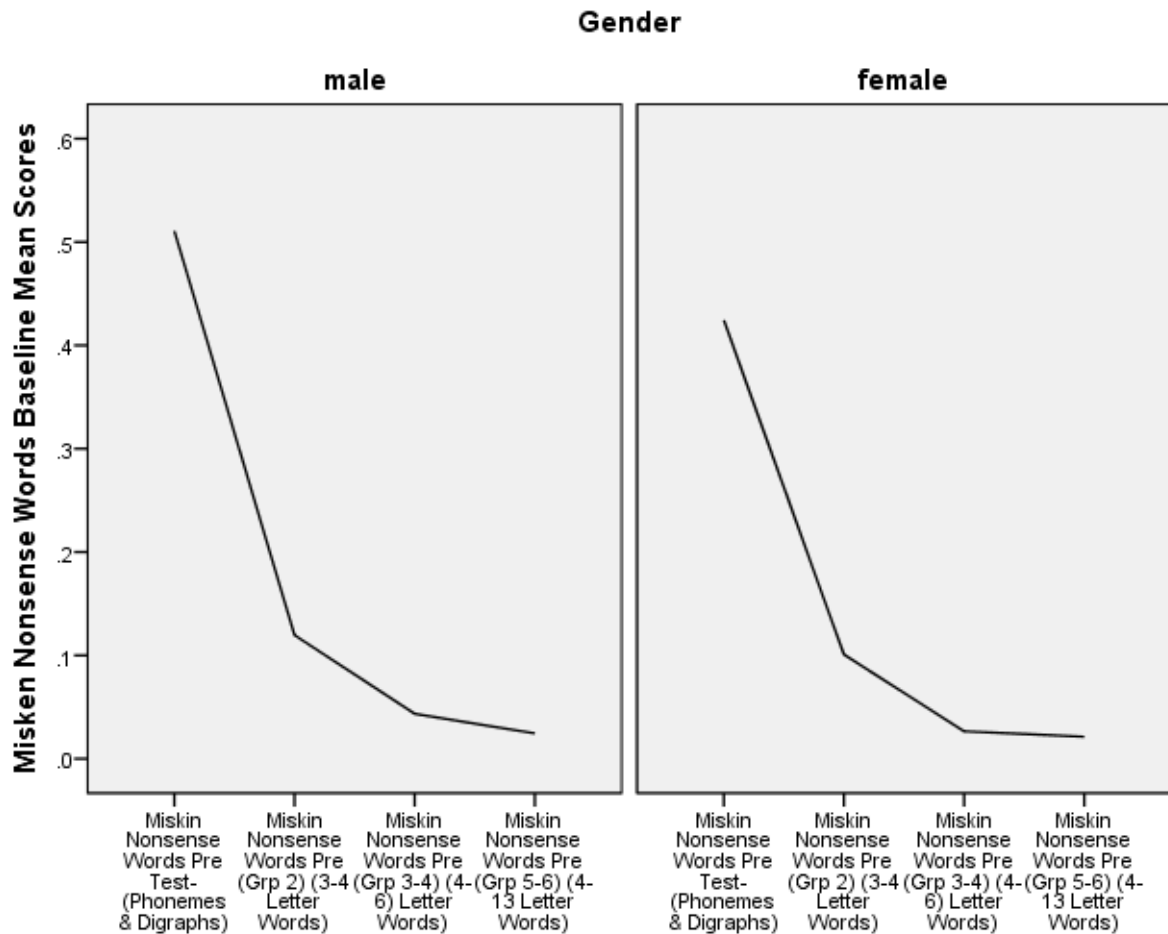 Gender
male
female
Misken Nonsense Words Baseline Mean Scores
.6
.5
.4
.3
.2
.1
.0
Miskin
Nonsense
Words Pre
Test-
(Phonemes
& Digraphs)
Miskin
Nonsense
Words Pre
(Grp 2) (3-4
Letter
Words)
Miskin
Nonsense
Words Pre
(Grp 3-4) (4-
6) Letter
Words)
Miskin
Nonsense
Words Pre
(Grp 5-6) (4-
13 Letter
Words)
Miskin
Nonsense
Words Pre
Test-
(Phonemes
& Digraphs)
Miskin
Nonsense
Words Pre
(Grp 2) (3-4
Letter
Words)
Miskin
Nonsense
Words Pre
(Grp 3-4) (4-
6) Letter
Words)
Miskin
Nonsense
Words Pre
(Grp 5-6) (4-
13 Letter
Words)